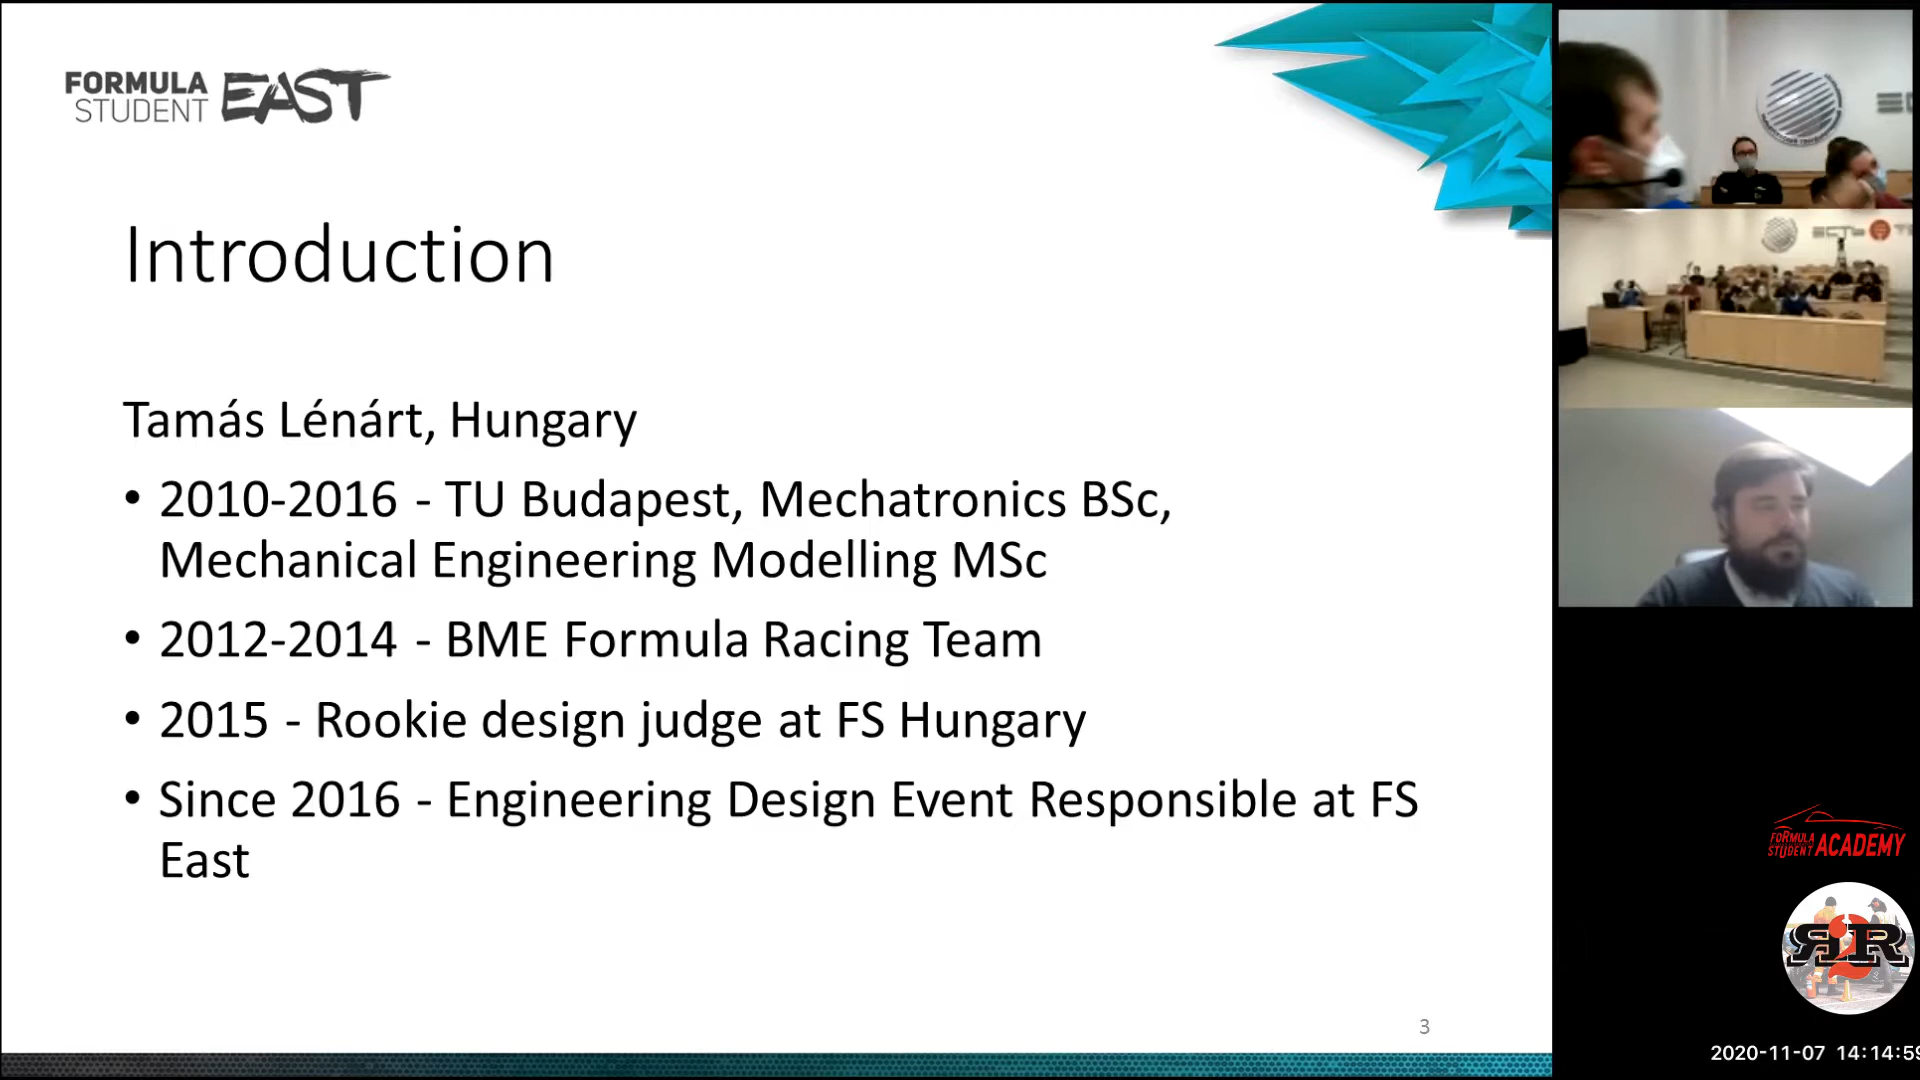 FORMULA
STUDENT EAST
Introduction
Tamás Lénárt, Hungary
• 2010-2016 - TU Budapest, Mechatronics BSc,
Mechanical Engineering Modelling MSc
• 2012-2014 - BME Formula Racing Team
• 2015 - Rookie design judge at FS Hungary
• Since 2016 - Engineering Design Event Responsible at FS
East
3
ЕСТЬ
FORMULA
STUDENT ACADEMY
2020-11-07 14:14:59